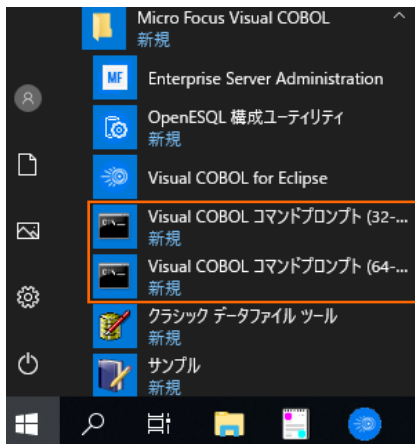 Micro Focus Visual COBOL
新規
MF
Enterprise Server Administration
OpenESQL 構成ユーティリティ
新規
Visual COBOL for Eclipse
Visual COBOL コマンドプロンプト (32-...
新規
Visual COBOL コマンドプロンプト (64-...
新規
クラシック データファイル ツール
新規
サンプル
新規